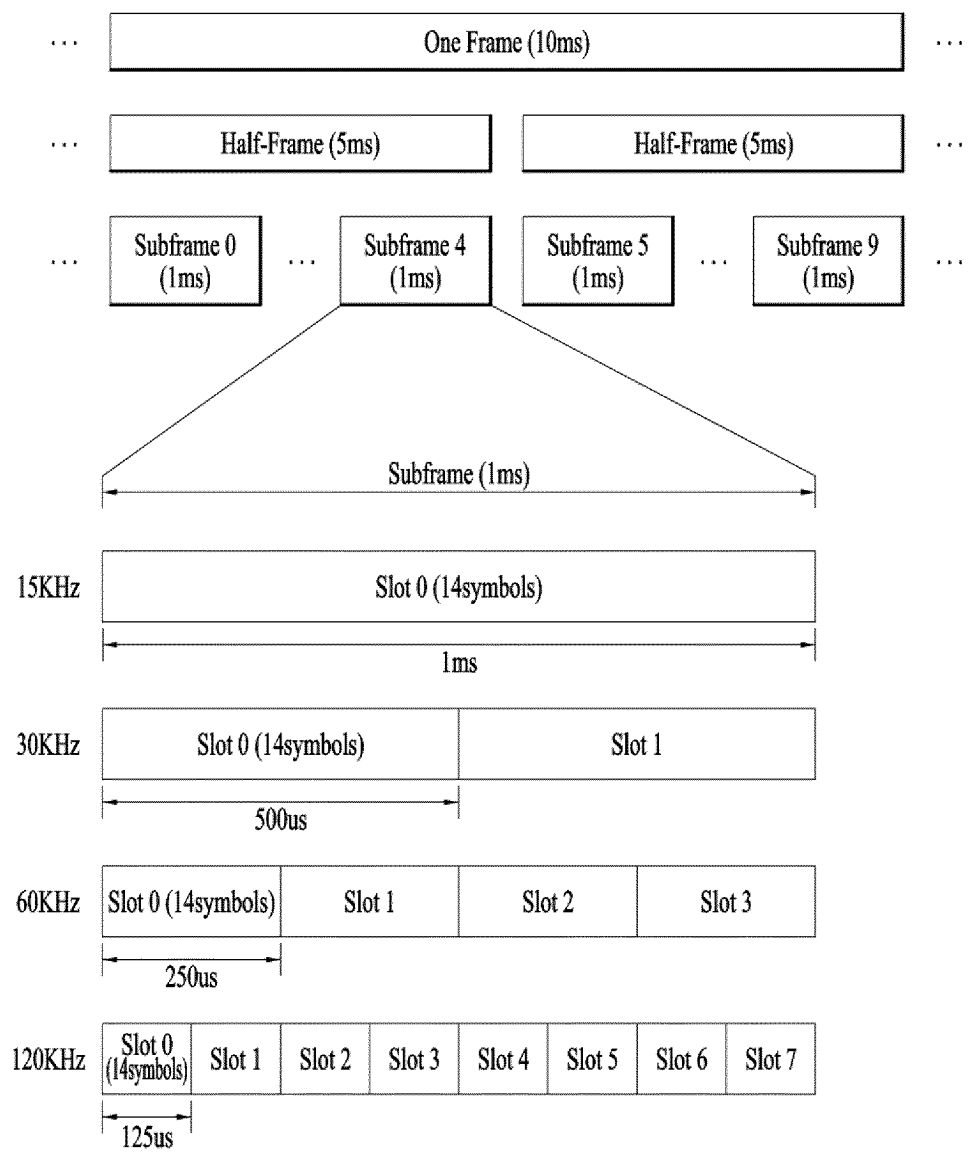 ... One Frame (10ms) ...
... Half-Frame (5ms) Half-Frame (5ms) ...
... Subframe 0 ... Subframe 4 Subframe 5 ... Subframe 9 ...
(1ms) (1ms) (1ms) (1ms)
Subframe (1ms)
15KHz Slot 0 (14symbols)
1ms
30KHz Slot 0 (14symbols) Slot 1
500us
60KHz Slot 0 (14symbols) Slot 1 Slot 2 Slot 3
250us
120KHz Slot 0 Slot 1 Slot 2 Slot 3 Slot 4 Slot 5 Slot 6 Slot 7
(14symbols)
125us